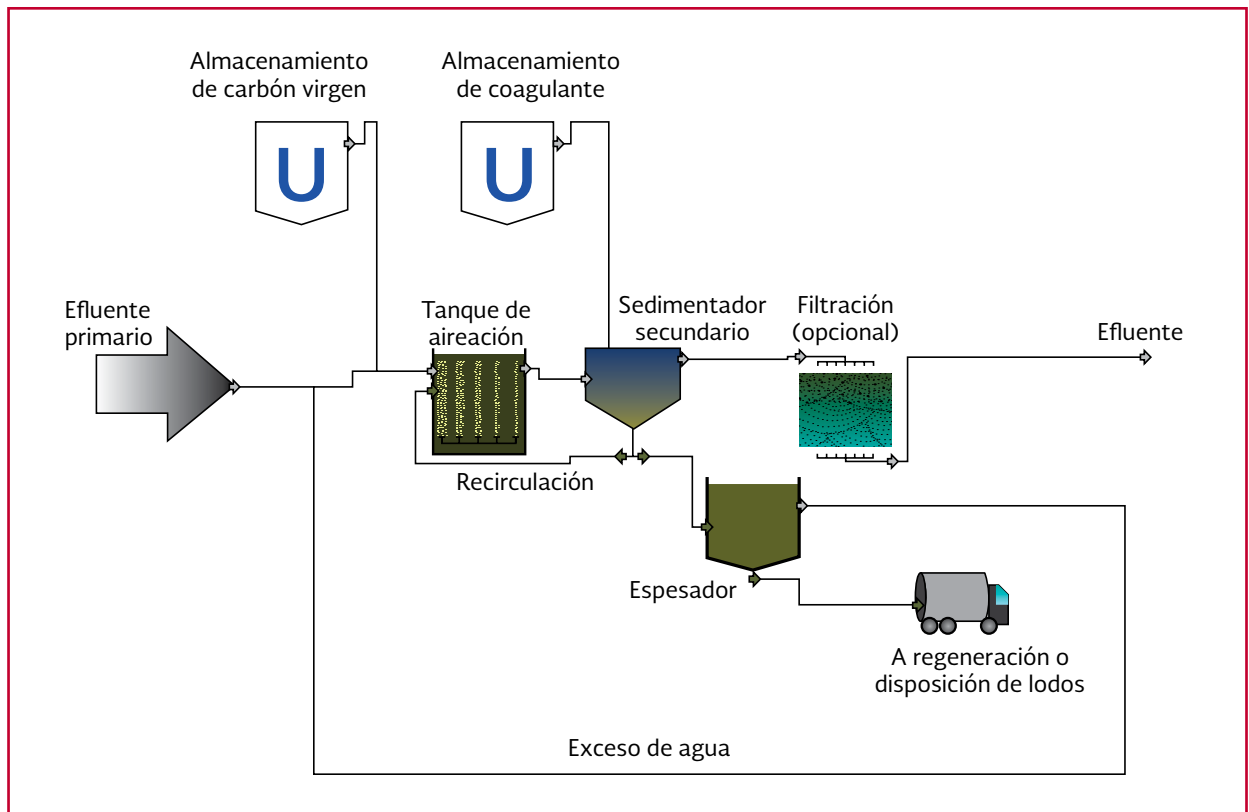 Almacenamiento
de carbón virgen
Almacenamiento
de coagulante
U
U
Efluente
primario
Tanque de
aireación
Sedimentador
secundario
Filtración
(opcional)
Efluente
Recirculación
Espesador
A regeneración o
disposición de lodos
Exceso de agua